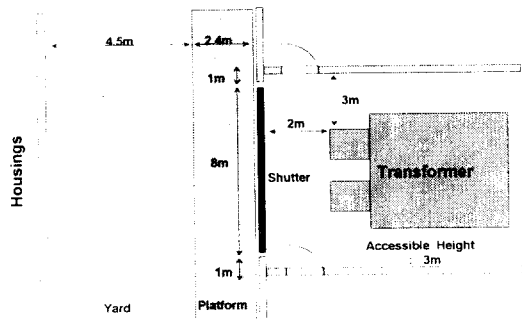 4.5m
2.4m
1m
3m
2m
8m
Shutter
Transformer
Housings
Accessible Height
3m
1m
Yard
Platform